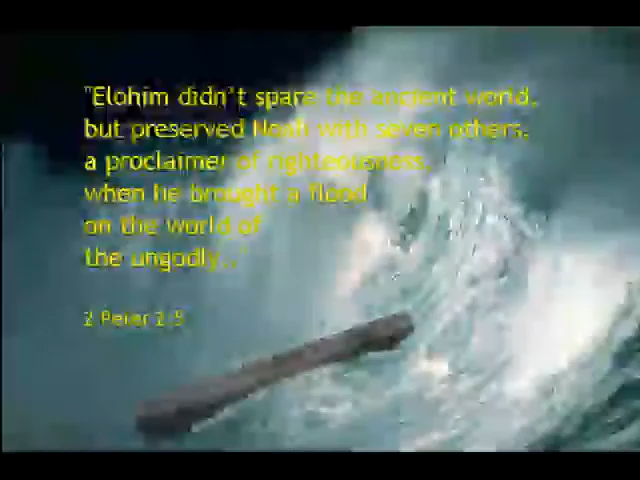 "Elohim didn't spare the ancient world,
but preserved Noah with seven others,
a proclaimer of righteousness,
when he brought a flood
on the world of
the ungodly.."
2 Peter 2:5